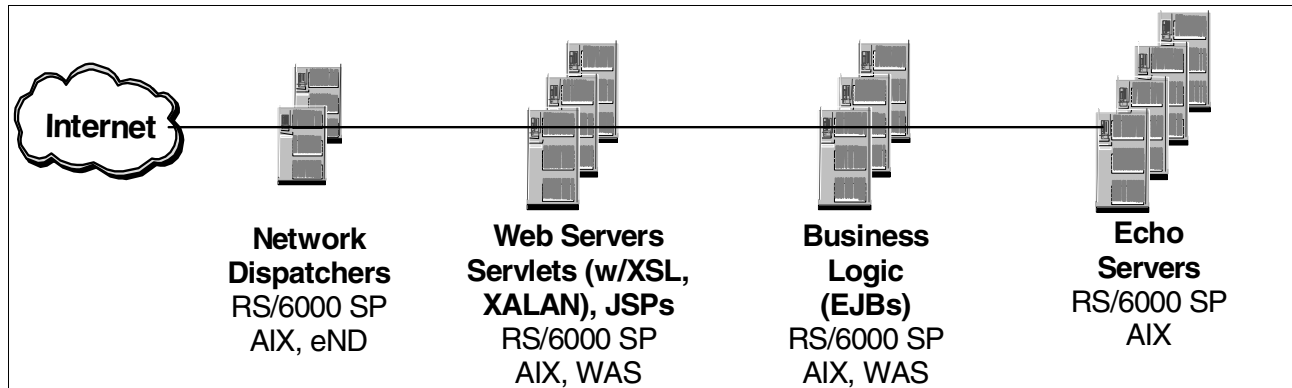 Internet
Network
Dispatchers
RS/6000 SP
AIX, eND
Web Servers
Servlets (w/XSL,
XALAN), JSPs
RS/6000 SP
AIX, WAS
Business
Logic
(EJBs)
RS/6000 SP
AIX, WAS
Echo
Servers
RS/6000 SP
AIX